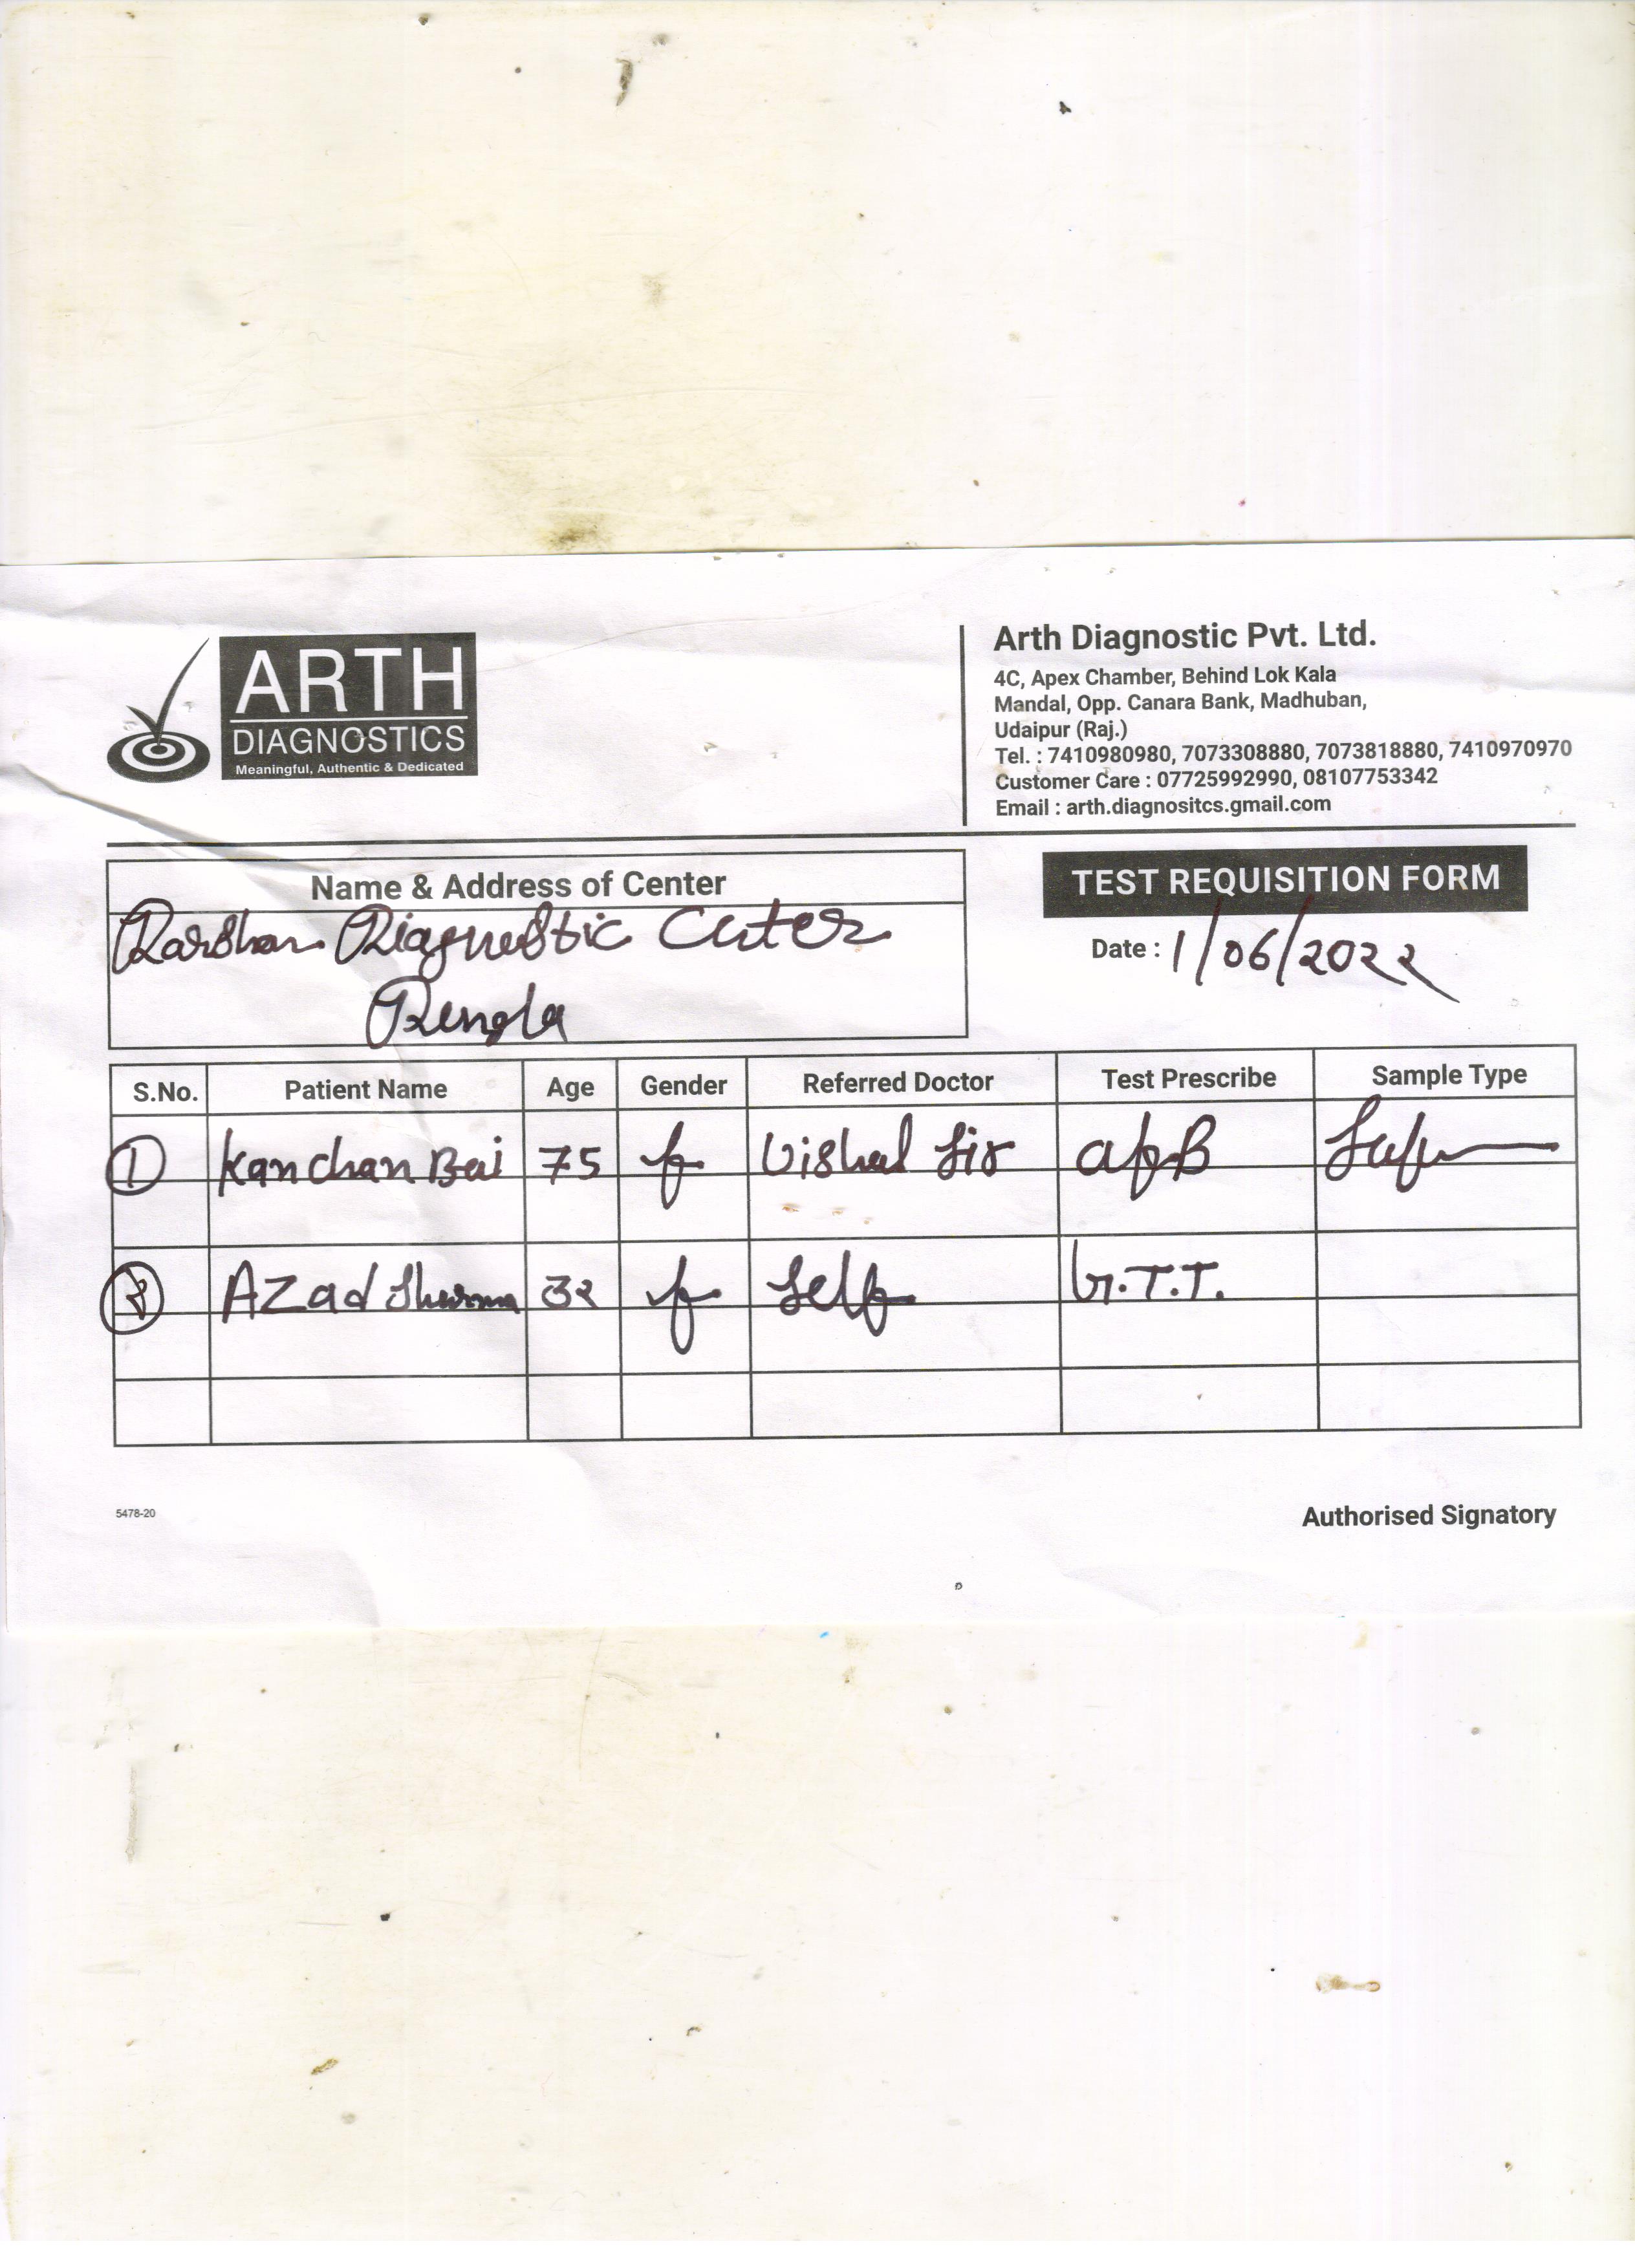 ARTH
DIAGNOSTICS
Meaningful, Authentic & Dedicated
Arth Diagnostic Pvt. Ltd.
4C, Apex Chamber, Behind Lok Kala
Mandal, Opp. Canara Bank, Madhuban,
Udaipur (Raj.)
Tel. : 7410980980, 7073308880, 7073818880, 7410970970
Customer Care : 07725992990, 08107753342
Email : arth.diagnositcs.gmail.com
Name & Address of Center
Darshan Diagnostic Center
TEST REQUISITION FORM
Date : 1/06/2022
S.No. Patient Name Age Gender Referred Doctor Test Prescribe Sample Type
1 Kanchan Bai 75 f Vishal Sir AFB
Azad Sharma 32 f Self G.T.T.
5478-20
Authorised Signatory